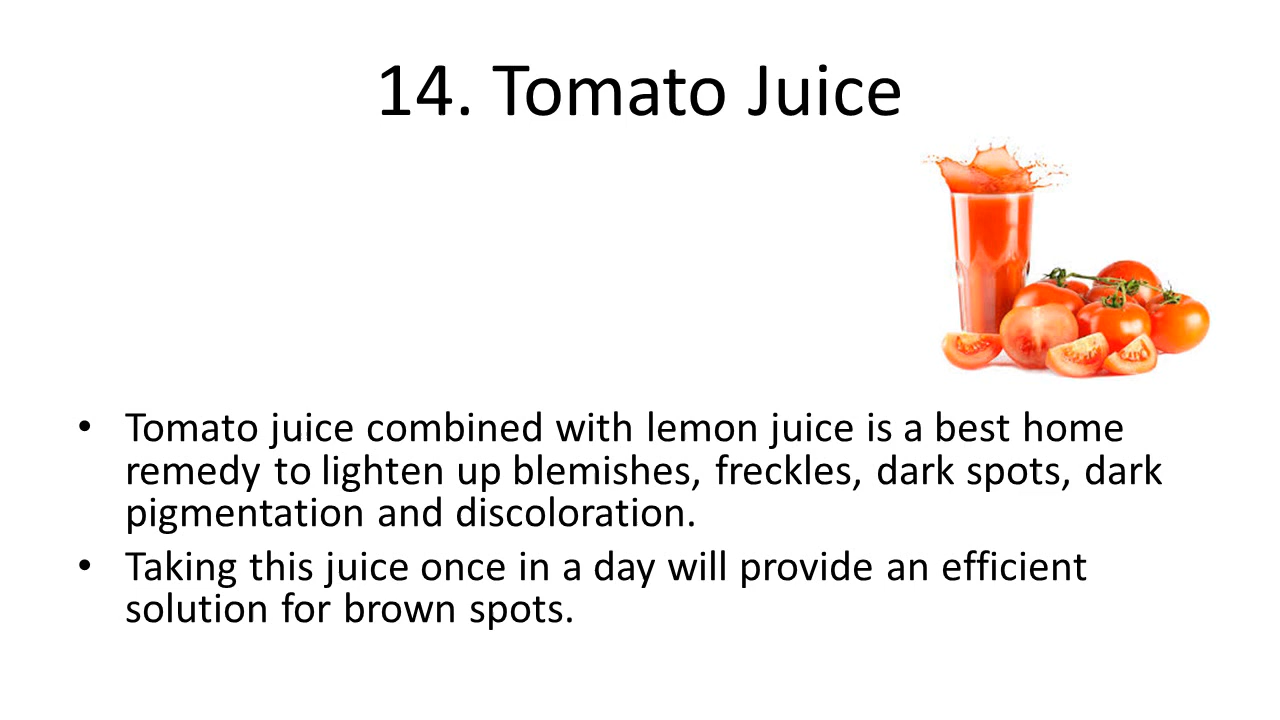 14. Tomato Juice
• Tomato juice combined with lemon juice is a best home
remedy to lighten up blemishes, freckles, dark spots, dark
pigmentation and discoloration.
• Taking this juice once in a day will provide an efficient
solution for brown spots.